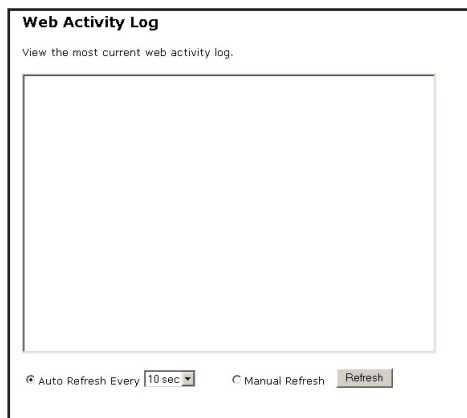 Web Activity Log
View the most current web activity log.
Auto Refresh Every 10 sec Manual Refresh Refresh